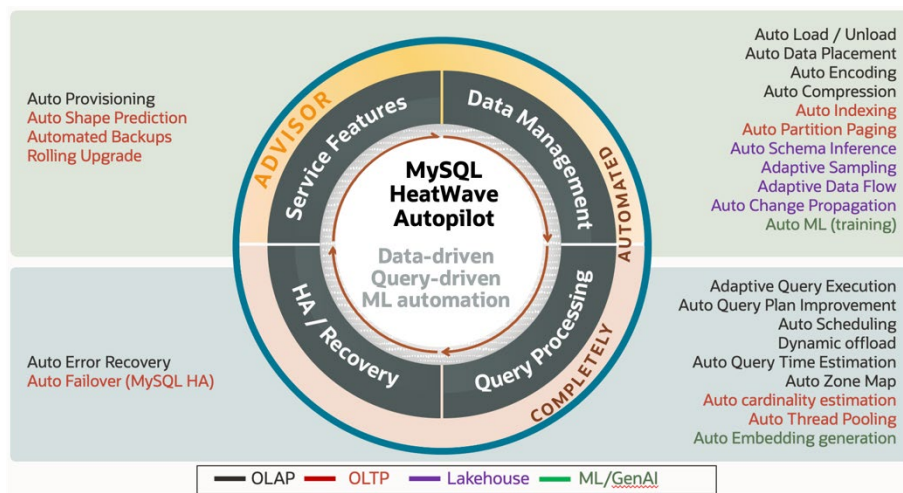 Auto Provisioning
Auto Shape Prediction
Automated Backups
Rolling Upgrade
ADVISOR
Service Features
Data Management
AUTOMATED
MySQL
HeatWave
Autopilot
Data-driven
Query-driven
ML automation
Auto Load / Unload
Auto Data Placement
Auto Encoding
Auto Compression
Auto Indexing
Auto Partition Paging
Auto Schema Inference
Adaptive Sampling
Adaptive Data Flow
Auto Change Propagation
Auto ML (training)
Auto Error Recovery
Auto Failover (MySQL HA)
HA / Recovery
Query Processing
COMPLETELY
Adaptive Query Execution
Auto Query Plan Improvement
Auto Scheduling
Dynamic offload
Auto Query Time Estimation
Auto Zone Map
Auto cardinality estimation
Auto Thread Pooling
Auto Embedding generation
OLAP OLTP Lakehouse ML/GenAI